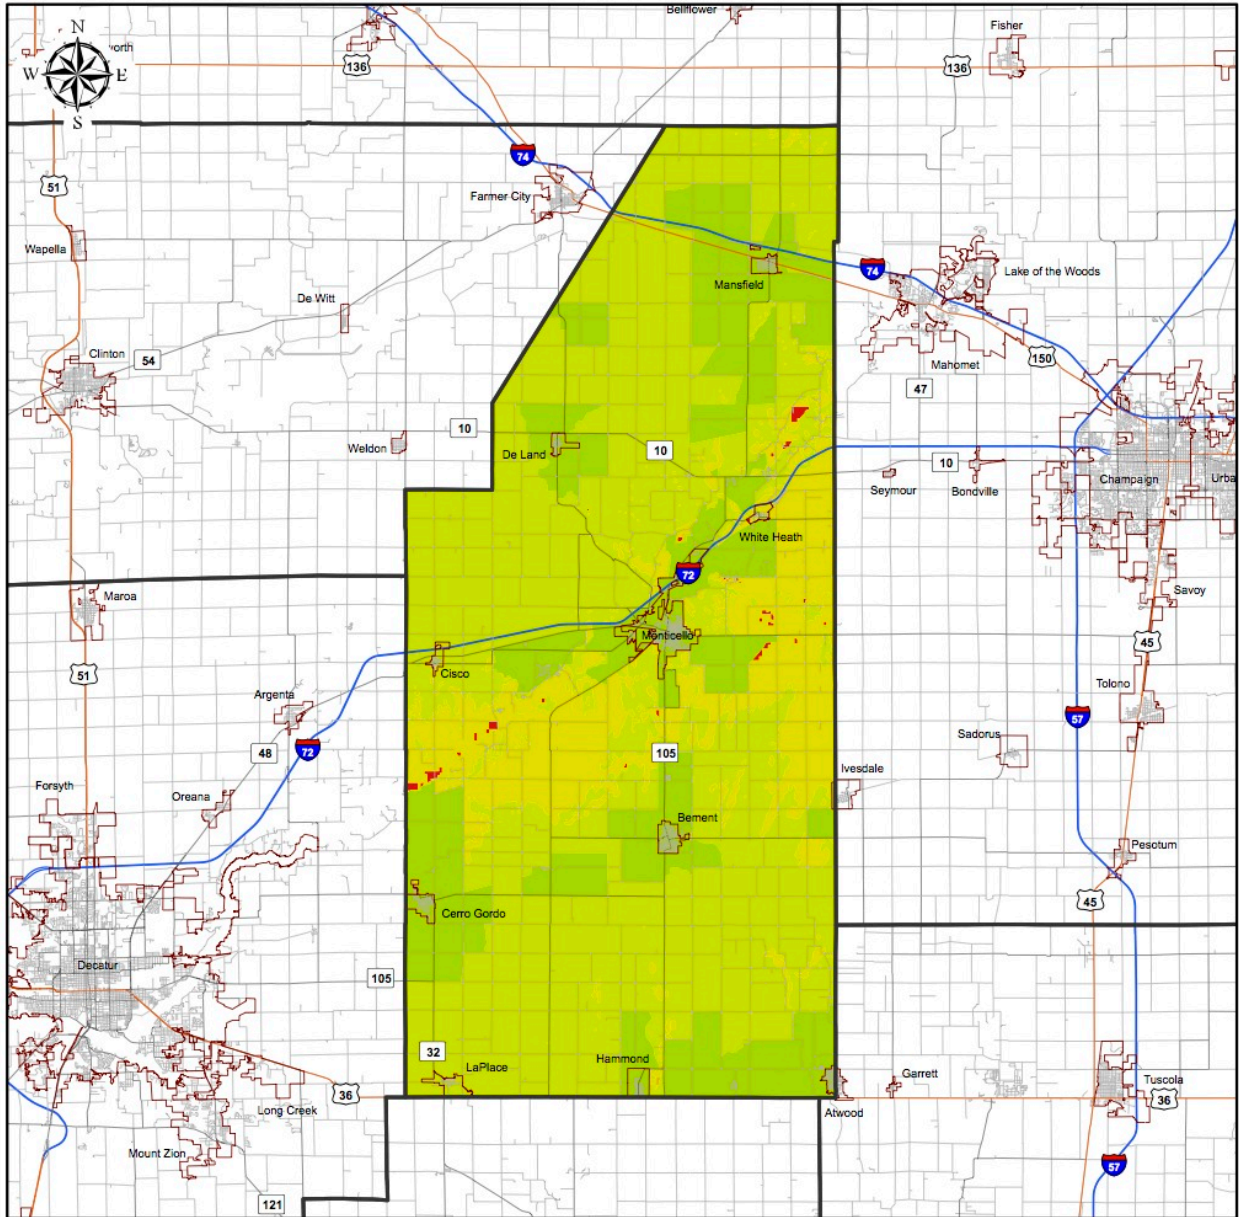 Bellflower
N
orth
W
E
S
Fisher
136
136
74
51
Farmer City
Wapella
74
Lake of the Woods
Mansfield
De Witt
Clinton
54
150
Mahomet
47
10
Weldon
De Land
10
10
Seymour
Bondville
Champaign
Urba
White Heath
72
Maroa
Savoy
Monticello
45
51
Cisco
Argenta
Tolono
57
Sadorus
72
48
105
Ivesdale
Forsyth
Oreana
Bement
Pesotum
45
Cerro Gordo
Decatur
105
32
Hammond
LaPlace
Garrett
Tuscola
36
36
Long Creek
Atwood
Mount Zion
57
121